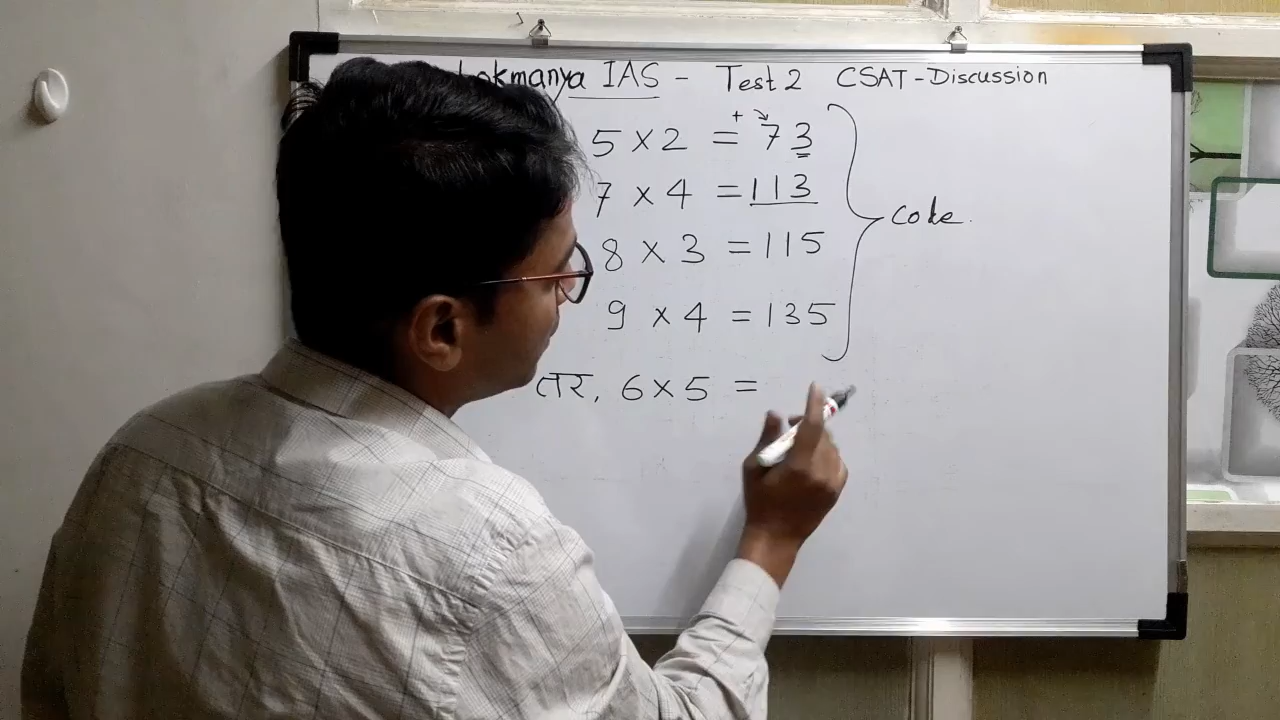 IAS - Test 2 CSAT-Discussion
5 × 2 = 73
7 × 4 = 113
8 × 3 = 115
9 × 4 = 135
code.
तर, 6×5 =